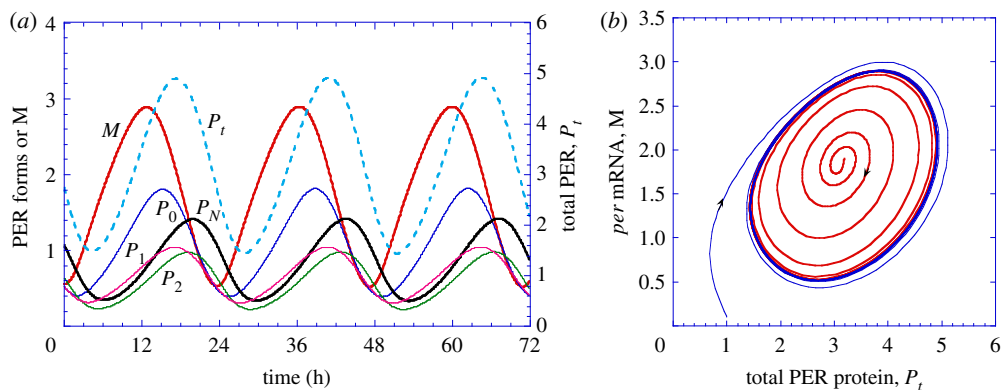 (a)
PER forms or M
4
3
2
1
0
M
P_t
P_0
P_N
P_1
P_2
6
5
4
3
2
1
0
total PER, P_t
0 12 24 36 48 60 72
time (h)
(b)
per mRNA, M
3.5
3.0
2.5
2.0
1.5
1.0
0.5
0 1 2 3 4 5 6
total PER protein, P_t